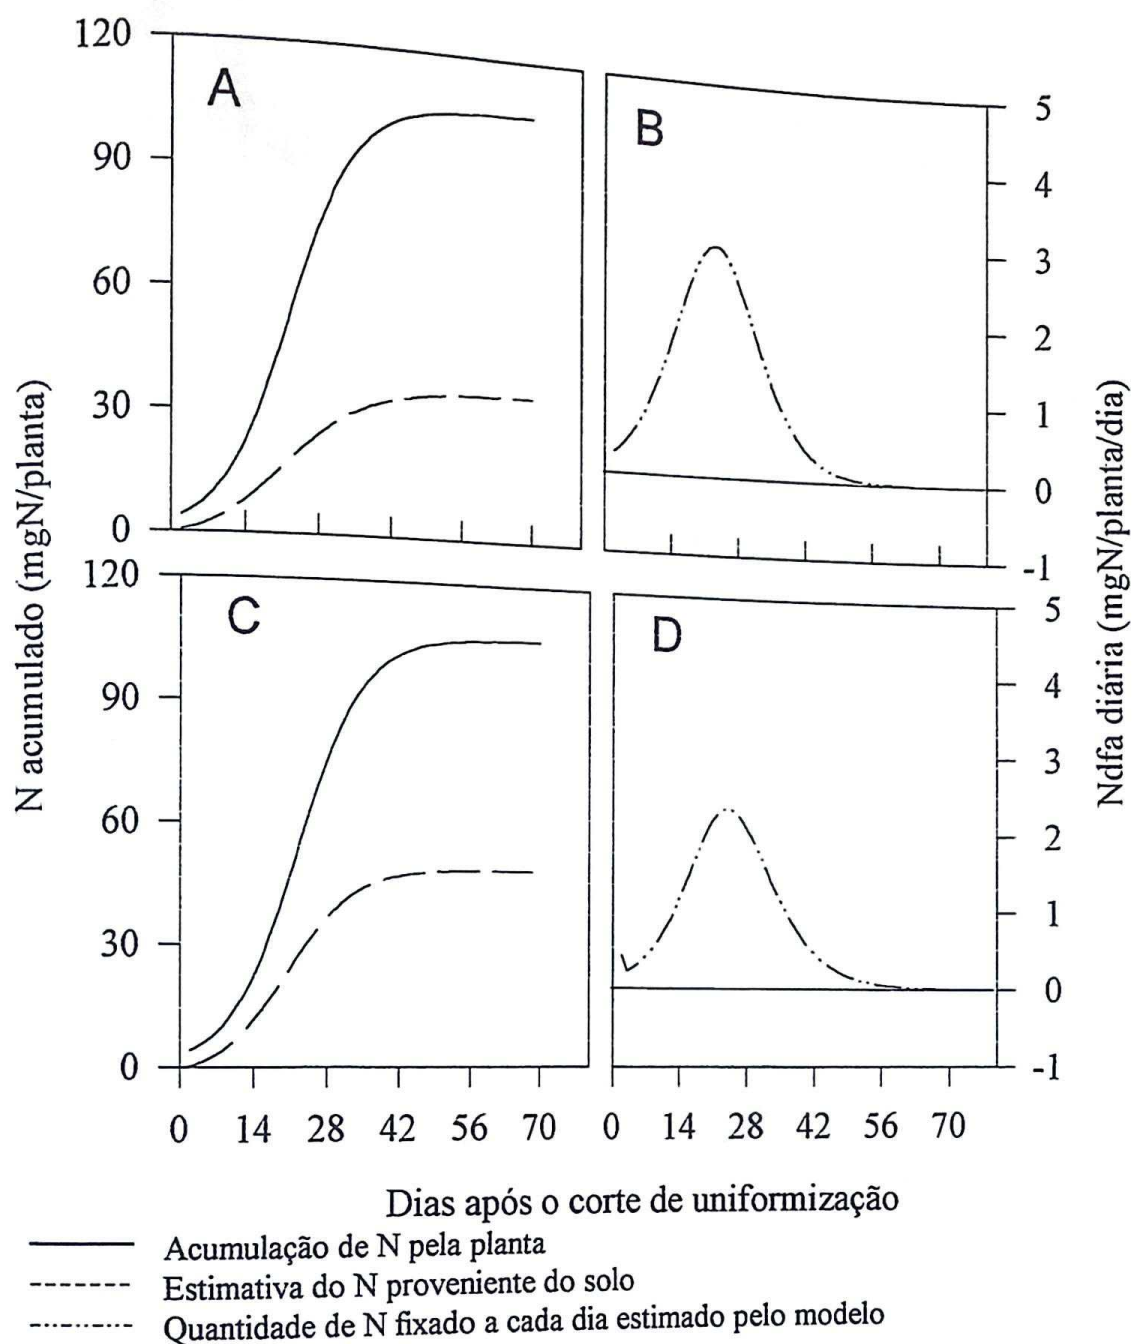 N acumulado (mgN/planta)
120
90
60
30
0
A
B
5
4
3
2
1
0
-1
120
90
60
30
0
C
D
5
4
3
2
1
0
-1
Ndfa diária (mgN/planta/dia)
0 14 28 42 56 70
0 14 28 42 56 70
Dias após o corte de uniformização
Acumulação de N pela planta
Estimativa do N proveniente do solo
Quantidade de N fixado a cada dia estimado pelo modelo